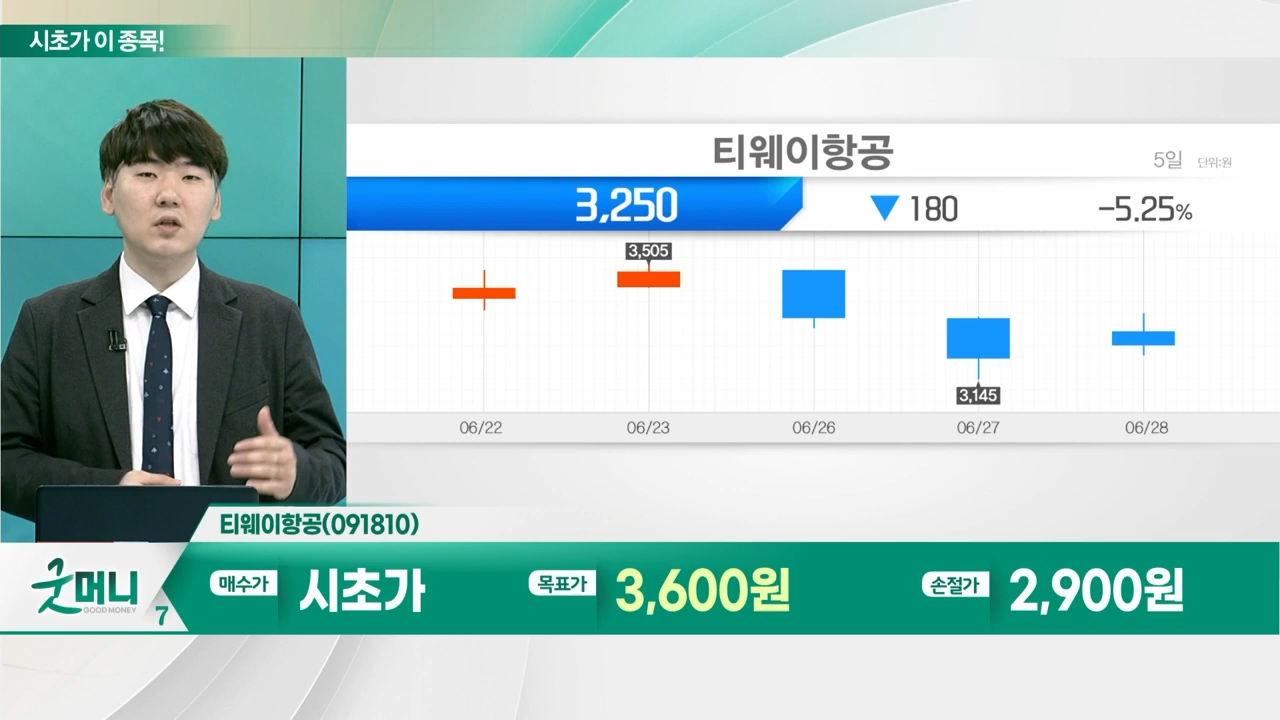 시초가 이 종목!
티웨이항공
5일 단위:원
3,250 ▼ 180 -5.25%
3,505
3,145
06/22 06/23 06/26 06/27 06/28
티웨이항공(091810)
굿머니
GOOD MONEY
7
매수가 시초가 목표가 3,600원 손절가 2,900원